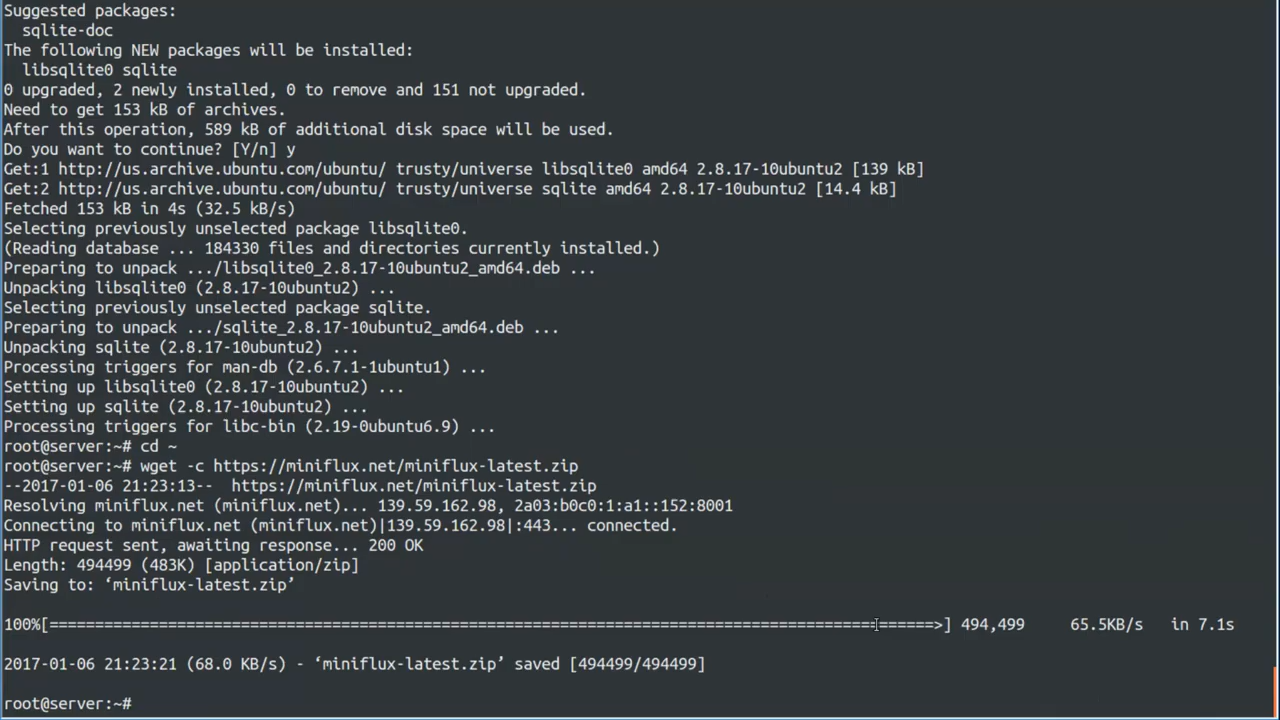 Suggested packages:
  sqlite-doc
The following NEW packages will be installed:
  libsqlite0 sqlite
0 upgraded, 2 newly installed, 0 to remove and 151 not upgraded.
Need to get 153 kB of archives.
After this operation, 589 kB of additional disk space will be used.
Do you want to continue? [Y/n] y
Get:1 http://us.archive.ubuntu.com/ubuntu/ trusty/universe libsqlite0 amd64 2.8.17-10ubuntu2 [139 kB]
Get:2 http://us.archive.ubuntu.com/ubuntu/ trusty/universe sqlite amd64 2.8.17-10ubuntu2 [14.4 kB]
Fetched 153 kB in 4s (32.5 kB/s)
Selecting previously unselected package libsqlite0.
(Reading database ... 184330 files and directories currently installed.)
Preparing to unpack .../libsqlite0_2.8.17-10ubuntu2_amd64.deb ...
Unpacking libsqlite0 (2.8.17-10ubuntu2) ...
Selecting previously unselected package sqlite.
Preparing to unpack .../sqlite_2.8.17-10ubuntu2_amd64.deb ...
Unpacking sqlite (2.8.17-10ubuntu2) ...
Processing triggers for man-db (2.6.7.1-1ubuntu1) ...
Setting up libsqlite0 (2.8.17-10ubuntu2) ...
Setting up sqlite (2.8.17-10ubuntu2) ...
Processing triggers for libc-bin (2.19-0ubuntu6.9) ...
root@server:~# cd ~
root@server:~# wget -c https://miniflux.net/miniflux-latest.zip
--2017-01-06 21:23:13--  https://miniflux.net/miniflux-latest.zip
Resolving miniflux.net (miniflux.net)... 139.59.162.98, 2a03:b0c0:1:a1::152:8001
Connecting to miniflux.net (miniflux.net)|139.59.162.98|:443... connected.
HTTP request sent, awaiting response... 200 OK
Length: 494499 (483K) [application/zip]
Saving to: ‘miniflux-latest.zip’
100%[=================================================================================================>] 494,499     65.5KB/s   in 7.1s
2017-01-06 21:23:21 (68.0 KB/s) - ‘miniflux-latest.zip’ saved [494499/494499]
root@server:~#